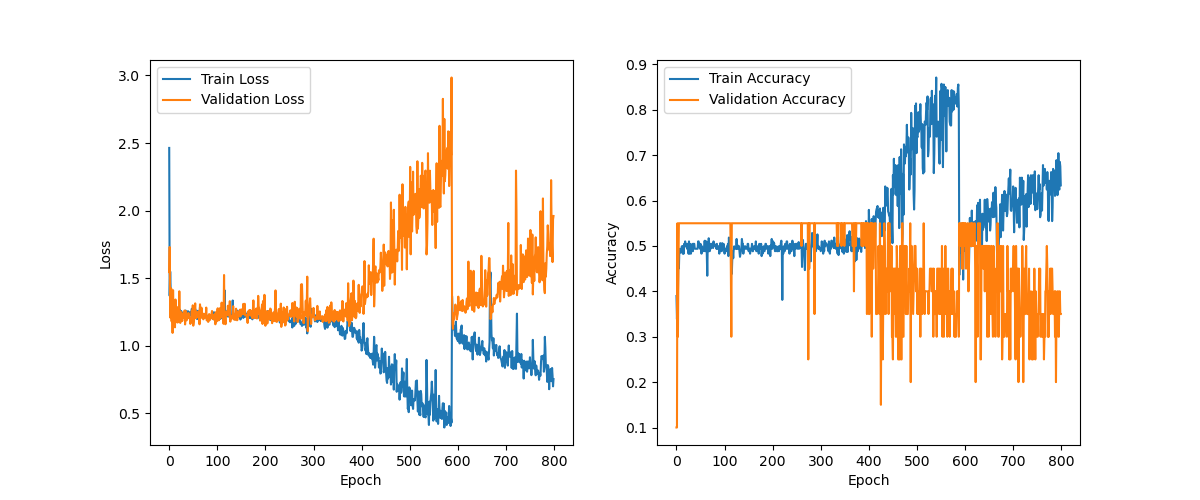 Train Loss
Validation Loss
3.0
2.5
2.0
1.5
1.0
0.5
Loss
0 100 200 300 400 500 600 700 800
Epoch
Train Accuracy
Validation Accuracy
0.9
0.8
0.7
0.6
0.5
0.4
0.3
0.2
0.1
Accuracy
0 100 200 300 400 500 600 700 800
Epoch